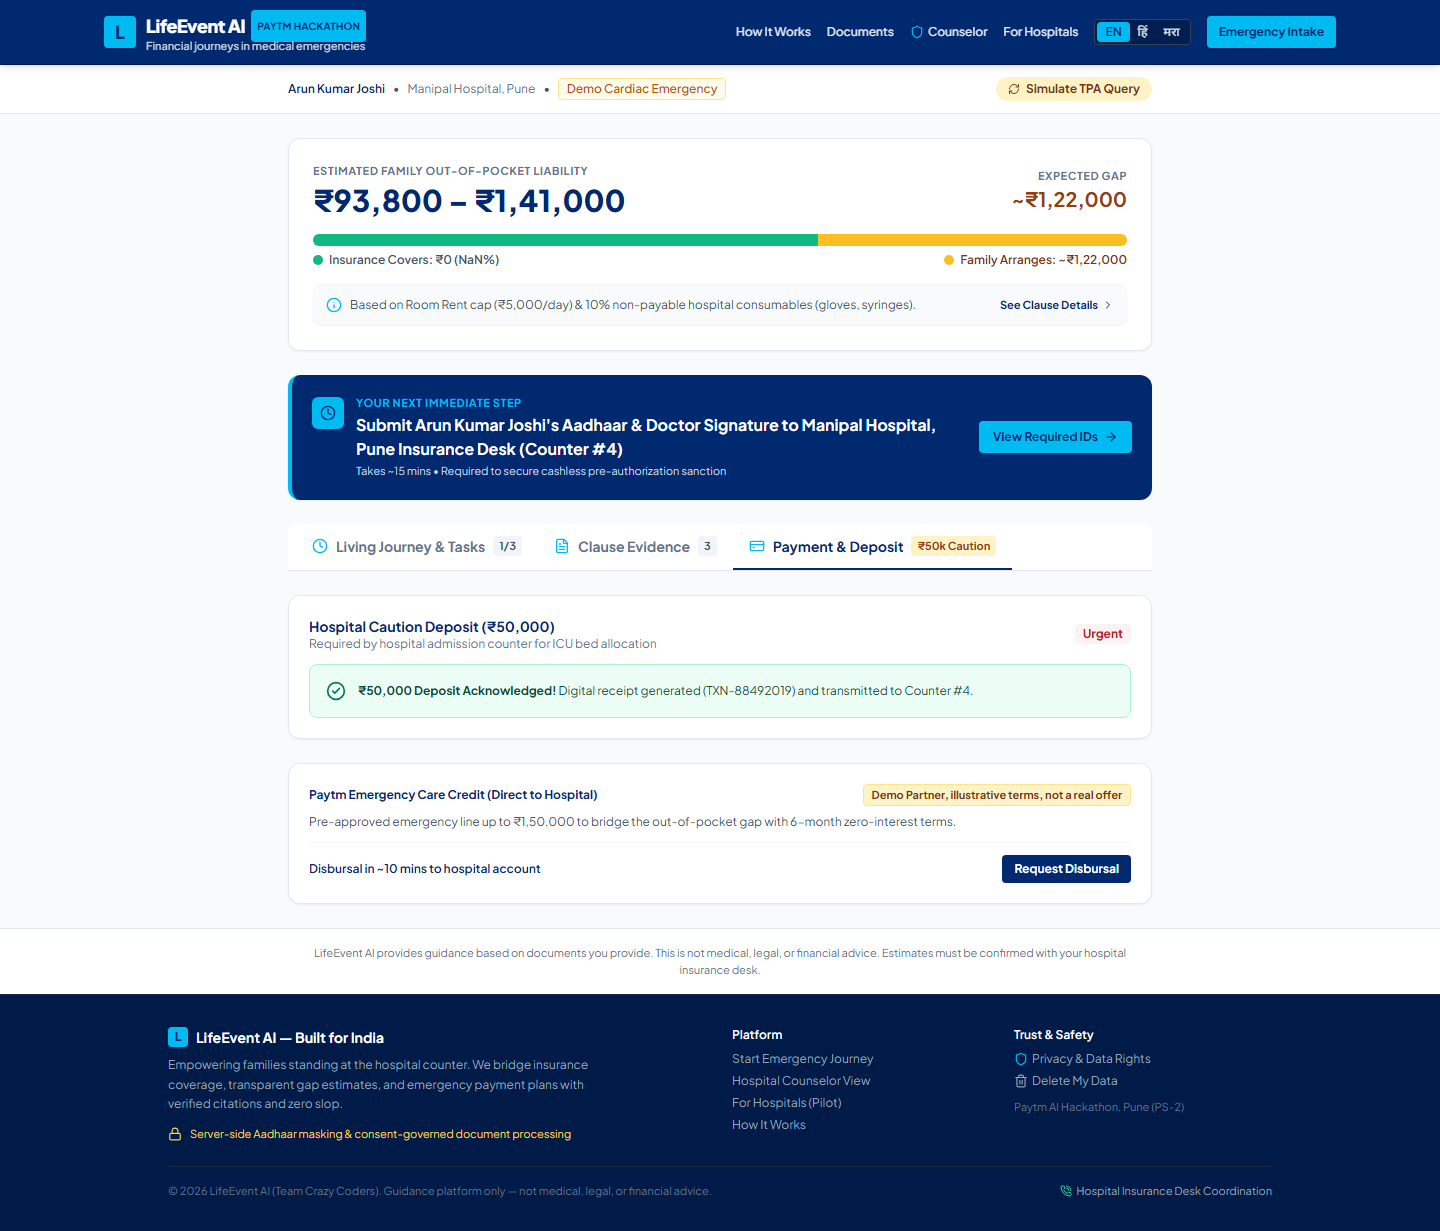 L
LifeEvent AI PAYTM HACKATHON
Financial journeys in medical emergencies
How It Works Documents Counselor For Hospitals EN हिं मरा Emergency Intake
Arun Kumar Joshi • Manipal Hospital, Pune • Demo Cardiac Emergency Simulate TPA Query
ESTIMATED FAMILY OUT-OF-POCKET LIABILITY
₹93,800 – ₹1,41,000
EXPECTED GAP
~₹1,22,000
Insurance Covers: ₹0 (NaN%) Family Arranges: ~₹1,22,000
Based on Room Rent cap (₹5,000/day) & 10% non-payable hospital consumables (gloves, syringes). See Clause Details
YOUR NEXT IMMEDIATE STEP
Submit Arun Kumar Joshi's Aadhaar & Doctor Signature to Manipal Hospital,
Pune Insurance Desk (Counter #4)
Takes ~15 mins • Required to secure cashless pre-authorization sanction
View Required IDs
Living Journey & Tasks 1/3 Clause Evidence 3 Payment & Deposit ₹50k Caution
Hospital Caution Deposit (₹50,000)
Required by hospital admission counter for ICU bed allocation
Urgent
₹50,000 Deposit Acknowledged! Digital receipt generated (TXN-88492019) and transmitted to Counter #4.
Paytm Emergency Care Credit (Direct to Hospital) Demo Partner, illustrative terms, not a real offer
Pre-approved emergency line up to ₹1,50,000 to bridge the out-of-pocket gap with 6-month zero-interest terms.
Disbursal in ~10 mins to hospital account Request Disbursal
LifeEvent AI provides guidance based on documents you provide. This is not medical, legal, or financial advice. Estimates must be confirmed with your hospital
insurance desk.
L LifeEvent AI — Built for India
Empowering families standing at the hospital counter. We bridge insurance
coverage, transparent gap estimates, and emergency payment plans with
verified citations and zero slop.
Server-side Aadhaar masking & consent-governed document processing
Platform
Start Emergency Journey
Hospital Counselor View
For Hospitals (Pilot)
How It Works
Trust & Safety
Privacy & Data Rights
Delete My Data
Paytm AI Hackathon, Pune (PS-2)
© 2026 LifeEvent AI (Team Crazy Coders). Guidance platform only — not medical, legal, or financial advice.
Hospital Insurance Desk Coordination